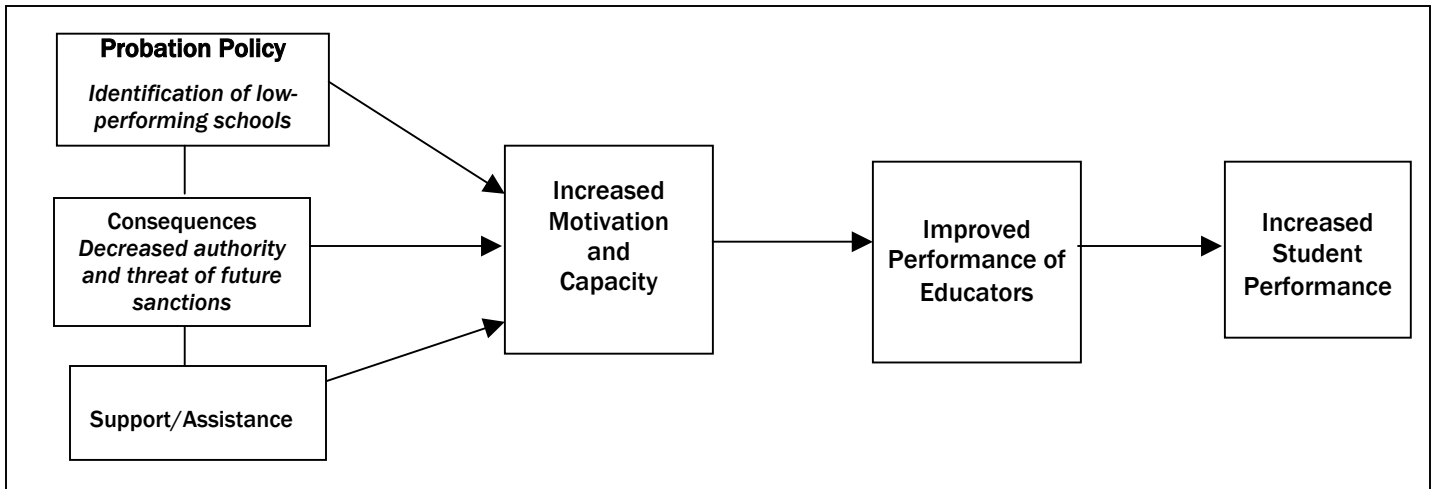 Probation Policy
Identification of low-
performing schools
Consequences
Decreased authority
and threat of future
sanctions
Support/Assistance
Increased
Motivation
and
Capacity
Improved
Performance of
Educators
Increased
Student
Performance